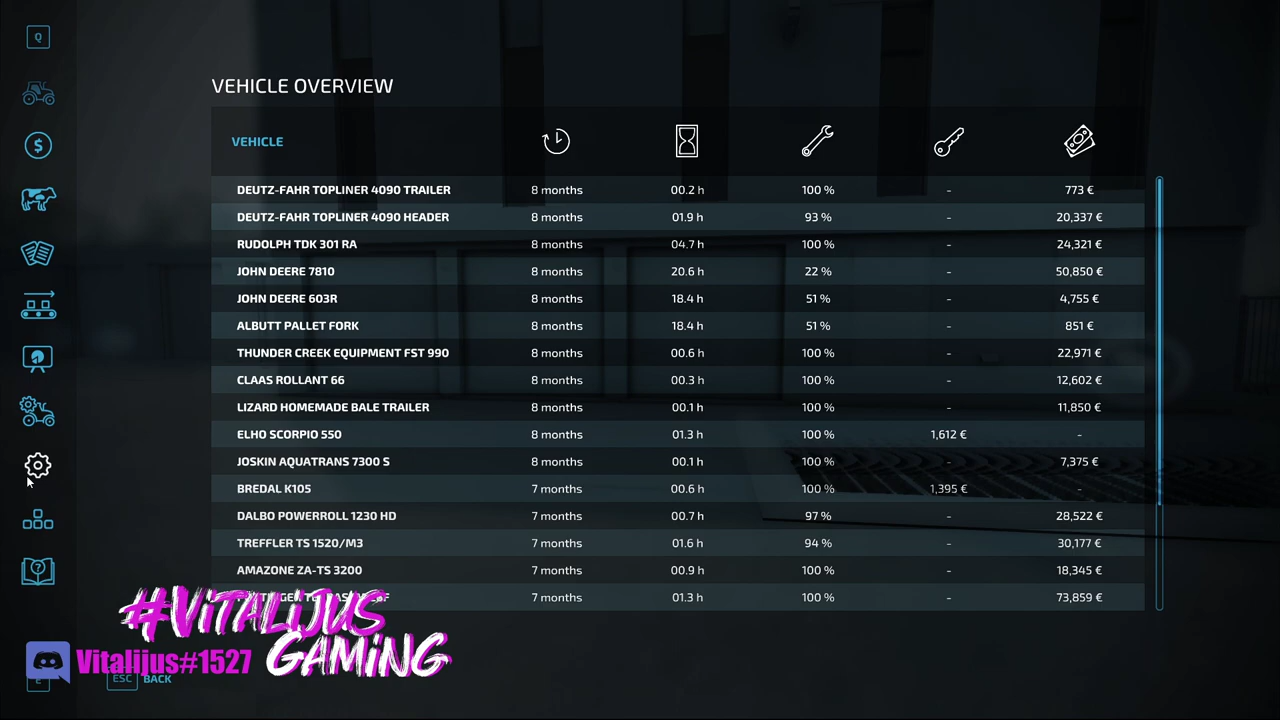 Q
VEHICLE OVERVIEW
VEHICLE
DEUTZ-FAHR TOPLINER 4090 TRAILER 8 months 00.2 h 100 % - 773 €
DEUTZ-FAHR TOPLINER 4090 HEADER 8 months 01.9 h 93 % - 20,337 €
RUDOLPH TDK 301 RA 8 months 04.7 h 100 % - 24,321 €
JOHN DEERE 7810 8 months 20.6 h 22 % - 50,850 €
JOHN DEERE 603R 8 months 18.4 h 51 % - 4,755 €
ALBUTT PALLET FORK 8 months 18.4 h 51 % - 851 €
THUNDER CREEK EQUIPMENT FST 990 8 months 00.6 h 100 % - 22,971 €
CLAAS ROLLANT 66 8 months 00.3 h 100 % - 12,602 €
LIZARD HOMEMADE BALE TRAILER 8 months 00.1 h 100 % - 11,850 €
ELHO SCORPIO 550 8 months 01.3 h 100 % 1,612 € -
JOSKIN AQUATRANS 7300 S 8 months 00.1 h 100 % - 7,375 €
BREDAL K105 7 months 00.6 h 100 % 1,395 € -
DALBO POWERROLL 1230 HD 7 months 00.7 h 97 % - 28,522 €
TREFFLER TS 1520/M3 7 months 01.6 h 94 % - 30,177 €
AMAZONE ZA-TS 3200 7 months 00.9 h 100 % - 18,345 €
7 months 01.3 h 100 % - 73,859 €
#ViTALiJUS
GAMiNG
Vitalijus#1527
E
ESC BACK